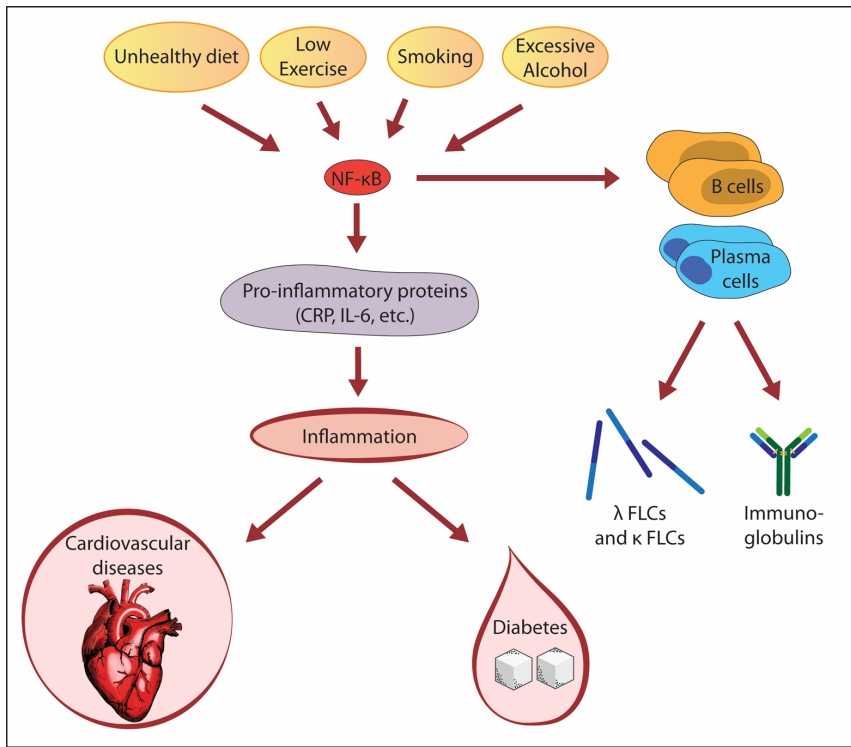 Unhealthy diet
Low
Exercise
Smoking
Excessive
Alcohol
NF-κB
B cells
Plasma
cells
Pro-inflammatory proteins
(CRP, IL-6, etc.)
Inflammation
λ FLCs
and κ FLCs
Immuno-
globulins
Cardiovascular
diseases
Diabetes